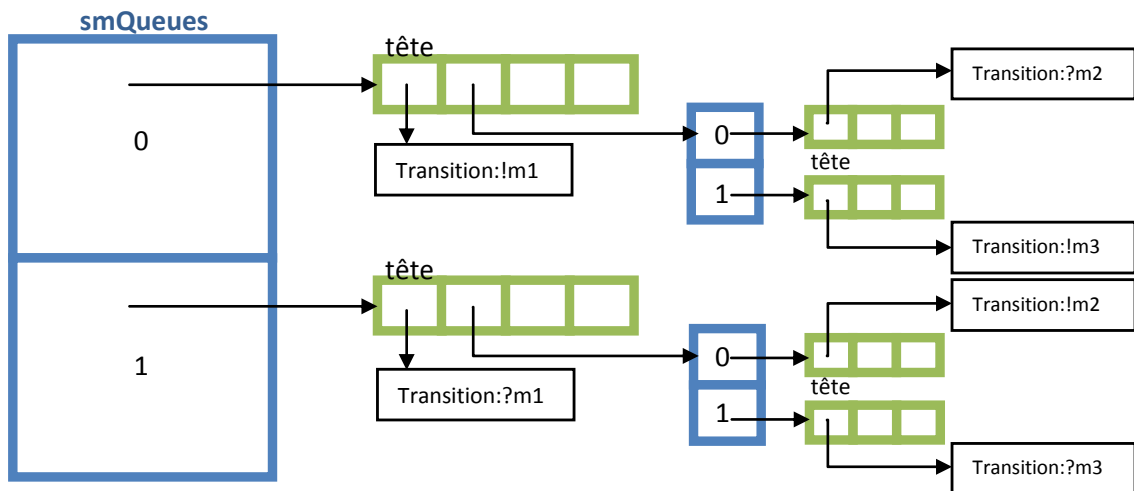 smQueues
tête
Transition:?m2
0
0
Transition:!m1
tête
1
Transition:!m3
tête
Transition:!m2
1
0
Transition:?m1
tête
1
Transition:?m3